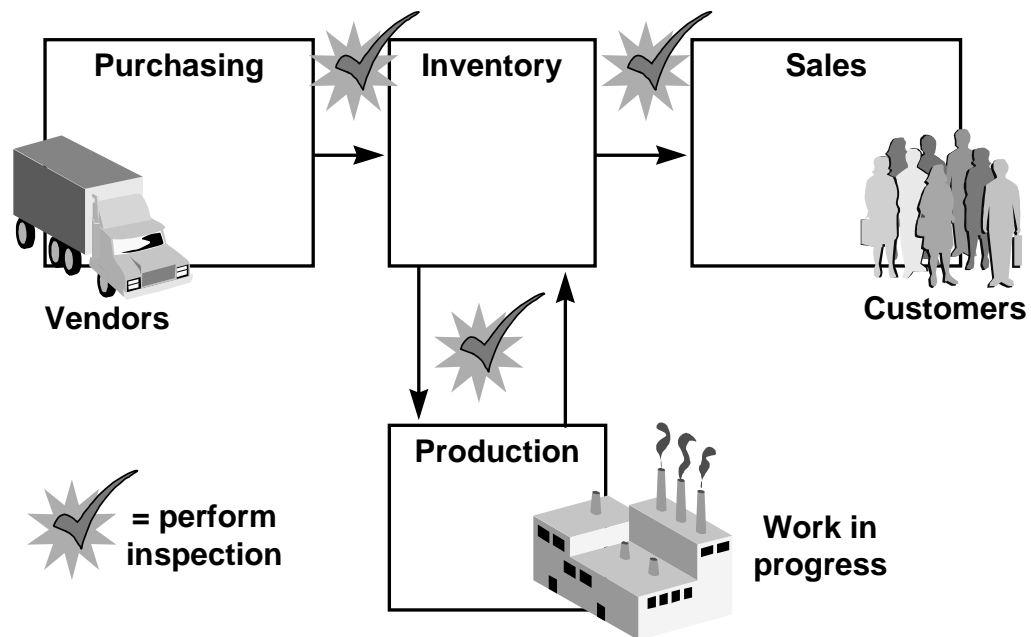 Purchasing
Inventory
Sales
Vendors
Customers
Production
= perform
inspection
Work in
progress